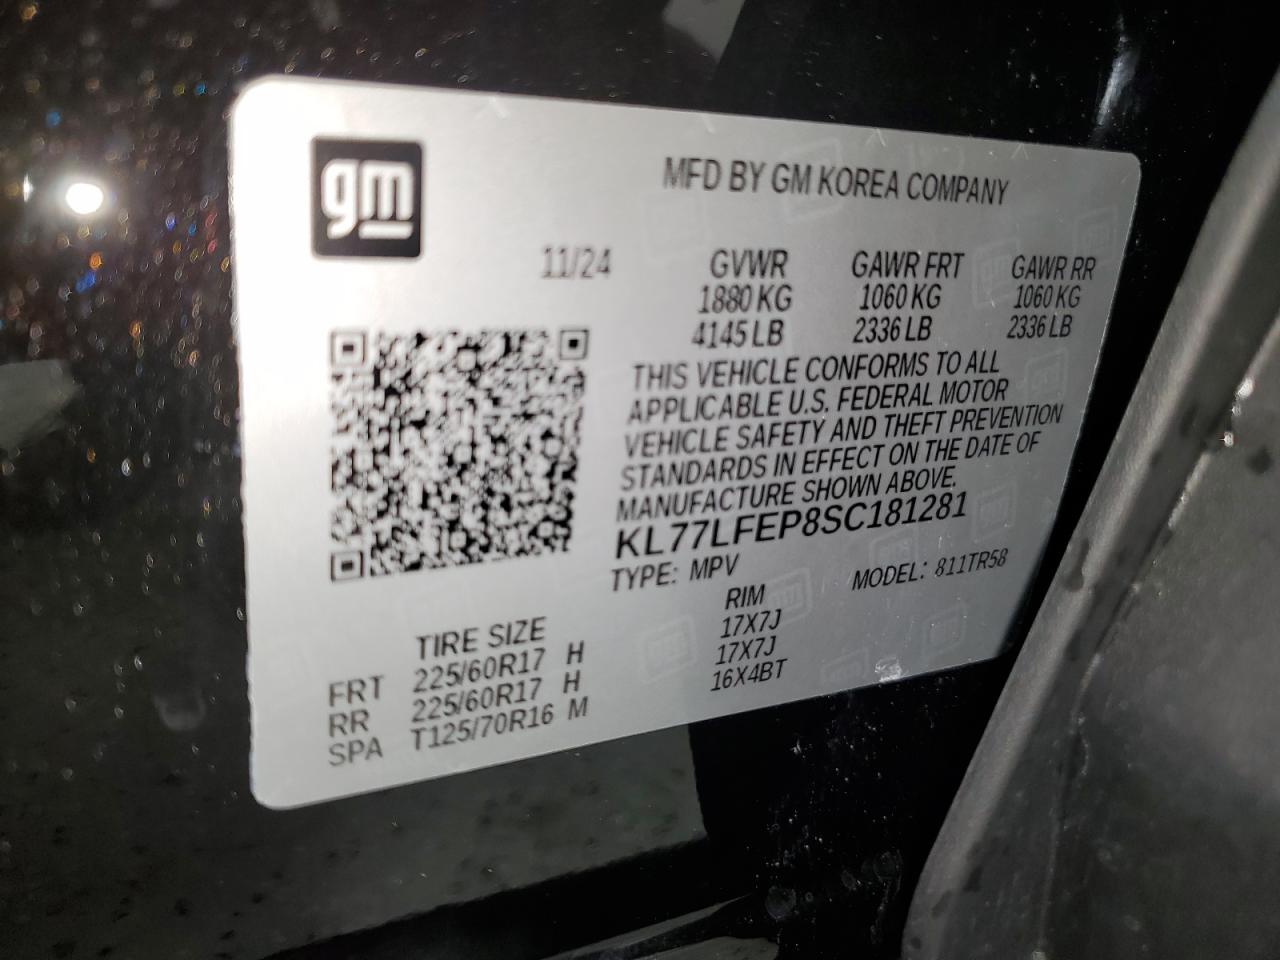 gm
MFD BY GM KOREA COMPANY
11/24 GVWR GAWR FRT GAWR RR
1880 KG 1060 KG 1060 KG
4145 LB 2336 LB 2336 LB
THIS VEHICLE CONFORMS TO ALL
APPLICABLE U.S. FEDERAL MOTOR
VEHICLE SAFETY AND THEFT PREVENTION
STANDARDS IN EFFECT ON THE DATE OF
MANUFACTURE SHOWN ABOVE.
KL77LFEP8SC181281
TYPE: MPV MODEL: 811TR58
TIRE SIZE RIM
FRT 225/60R17 H 17X7J
RR 225/60R17 H 17X7J
SPA T125/70R16 M 16X4BT